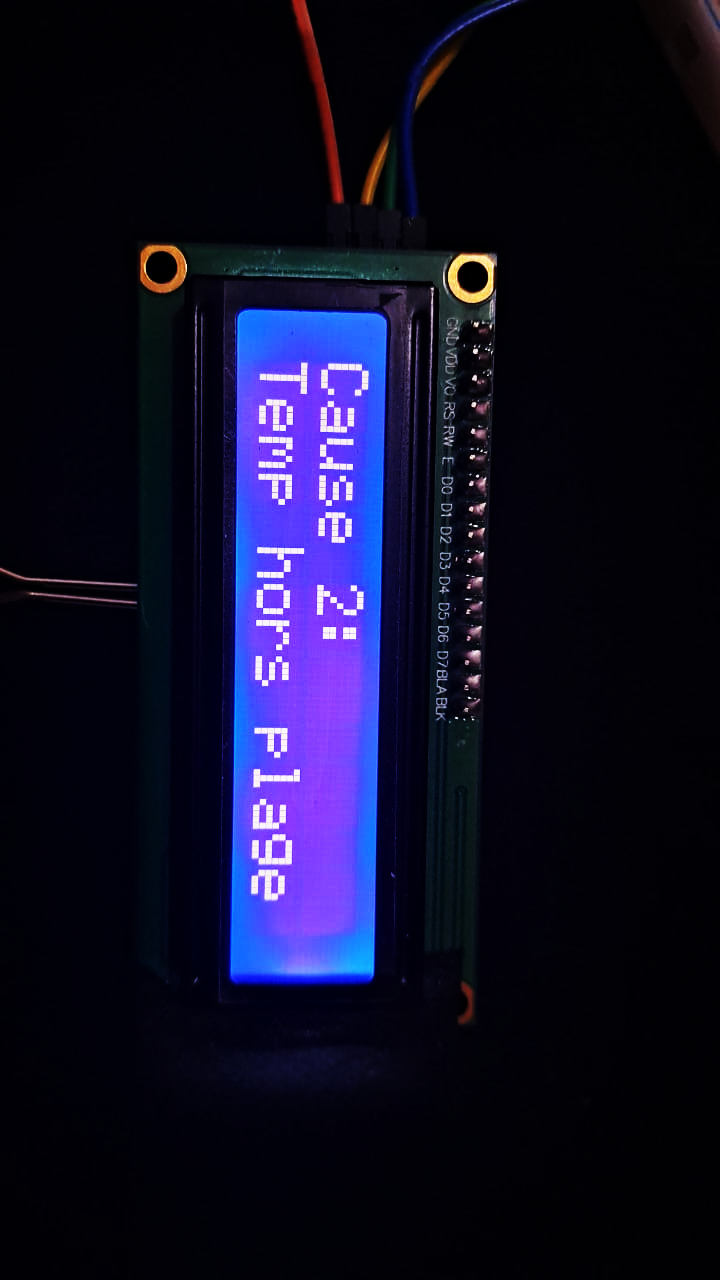 Cause 2:
Temp hors plage
GND VDD VO RS RW E D0 D1 D2 D3 D4 D5 D6 D7 BLA BLK